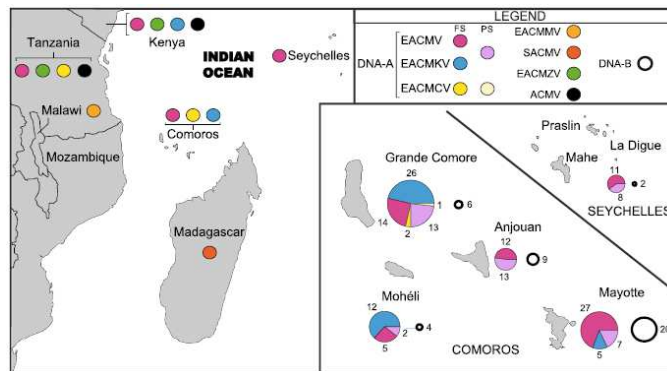 LEGEND
FS PS
DNA-A
EACMV
EACMKV
EACMCV
EACMMV
SACMV
EACMZV
ACMV
DNA-B
Tanzania
Kenya
INDIAN
OCEAN
Seychelles
Malawi
Comoros
Mozambique
Madagascar
Praslin
La Digue
Mahe
11
2
8
SEYCHELLES
Grande Comore
26
6
1
14
2
13
Anjouan
12
9
13
Mohéli
12
4
2
5
Mayotte
27
20
7
5
COMOROS